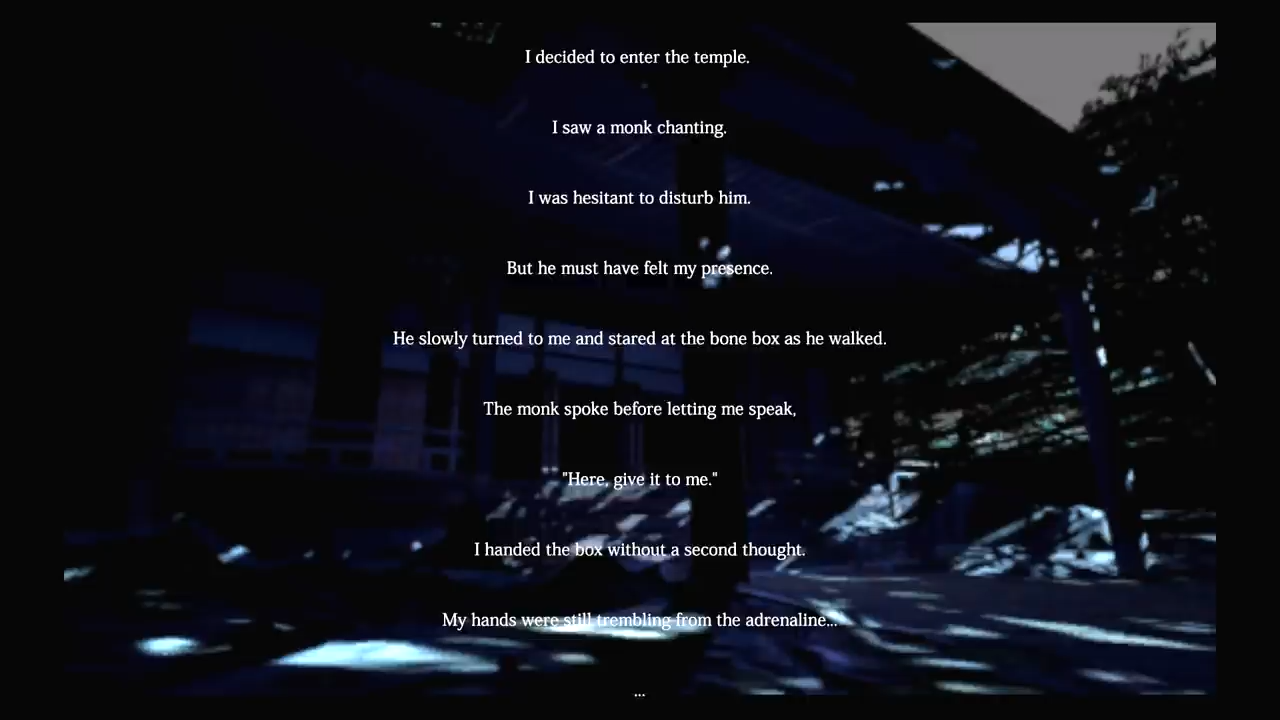 I decided to enter the temple.
I saw a monk chanting.
I was hesitant to disturb him.
But he must have felt my presence.
He slowly turned to me and stared at the bone box as he walked.
The monk spoke before letting me speak,
"Here, give it to me."
I handed the box without a second thought.
My hands were still trembling from the adrenaline...
...